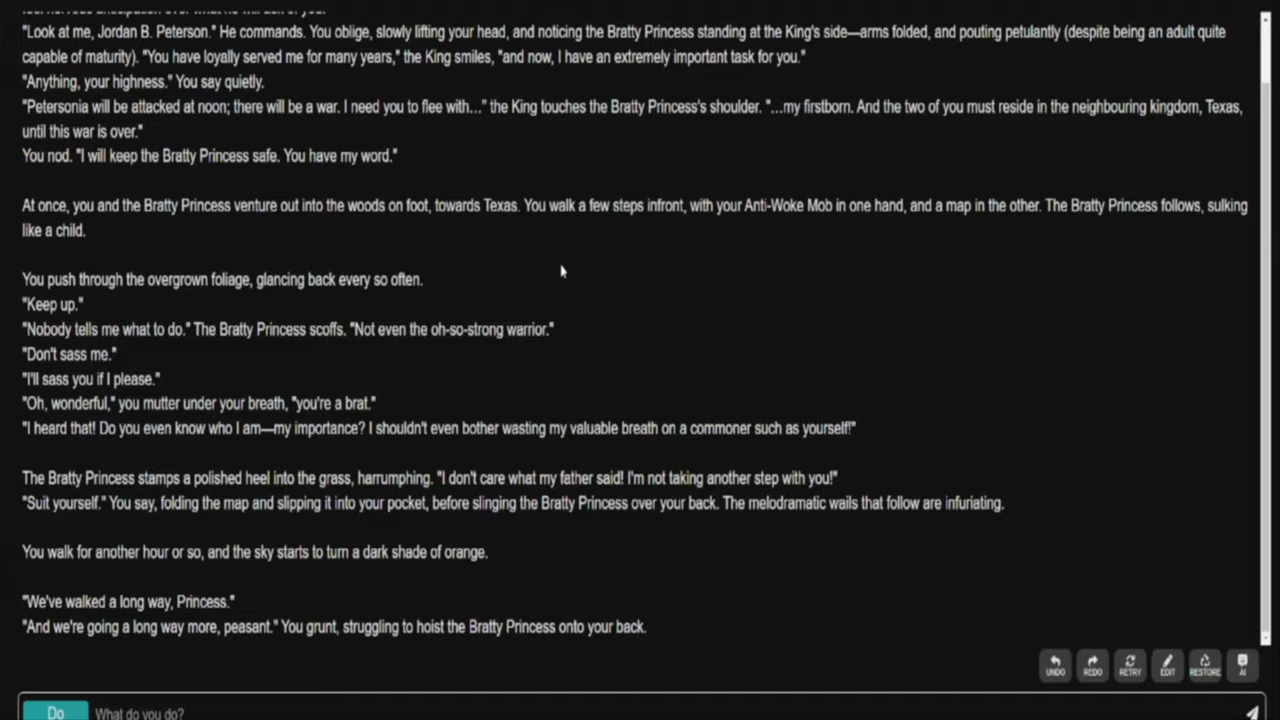 "Look at me, Jordan B. Peterson." He commands. You oblige, slowly lifting your head, and noticing the Bratty Princess standing at the King's side—arms folded, and pouting petulantly (despite being an adult quite
capable of maturity). "You have loyally served me for many years," the King smiles, "and now, I have an extremely important task for you."
"Anything, your highness." You say quietly.
"Petersonia will be attacked at noon; there will be a war. I need you to flee with..." the King touches the Bratty Princess's shoulder. "...my firstborn. And the two of you must reside in the neighbouring kingdom, Texas,
until this war is over."
You nod. "I will keep the Bratty Princess safe. You have my word."
At once, you and the Bratty Princess venture out into the woods on foot, towards Texas. You walk a few steps infront, with your Anti-Woke Mob in one hand, and a map in the other. The Bratty Princess follows, sulking
like a child.
You push through the overgrown foliage, glancing back every so often.
"Keep up."
"Nobody tells me what to do." The Bratty Princess scoffs. "Not even the oh-so-strong warrior."
"Don't sass me."
"I'll sass you if I please."
"Oh, wonderful," you mutter under your breath, "you're a brat."
"I heard that! Do you even know who I am—my importance? I shouldn't even bother wasting my valuable breath on a commoner such as yourself!"
The Bratty Princess stamps a polished heel into the grass, harrumphing. "I don't care what my father said! I'm not taking another step with you!"
"Suit yourself." You say, folding the map and slipping it into your pocket, before slinging the Bratty Princess over your back. The melodramatic wails that follow are infuriating.
You walk for another hour or so, and the sky starts to turn a dark shade of orange.
"We've walked a long way, Princess."
"And we're going a long way more, peasant." You grunt, struggling to hoist the Bratty Princess onto your back.
UNDO REDO RETRY EDIT RESTORE AI
Do What do you do?